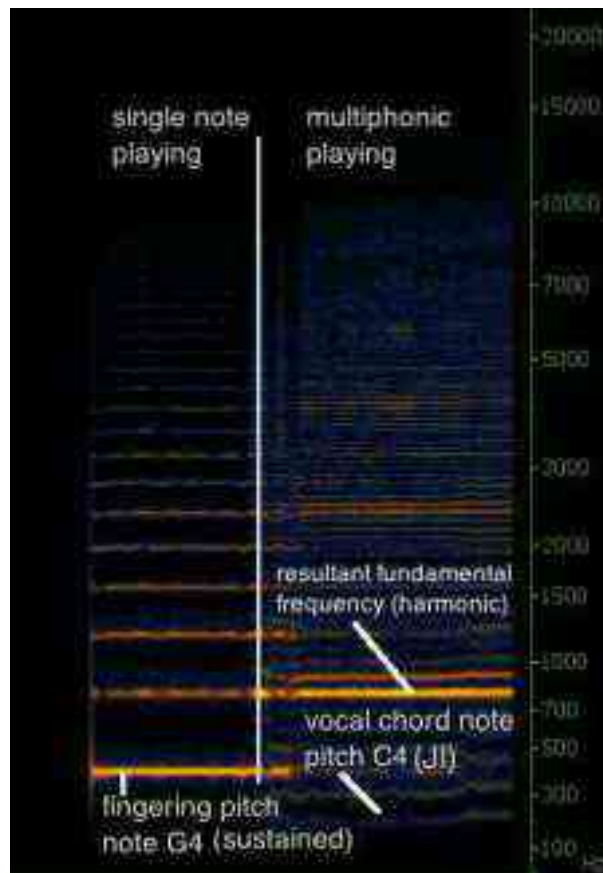 single note
playing
multiphonic
playing
20000
15000
10000
7000
5000
3000
2000
resultant fundamental
frequency (harmonic)
1500
1000
700
vocal chord note
pitch C4 (JI)
500
300
fingering pitch
note G4 (sustained)
100
Hz